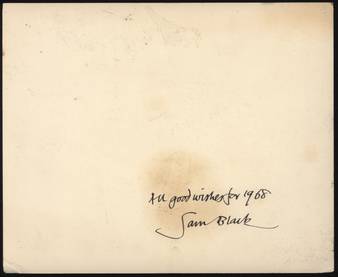 All good wishes for 1968
Sam Black